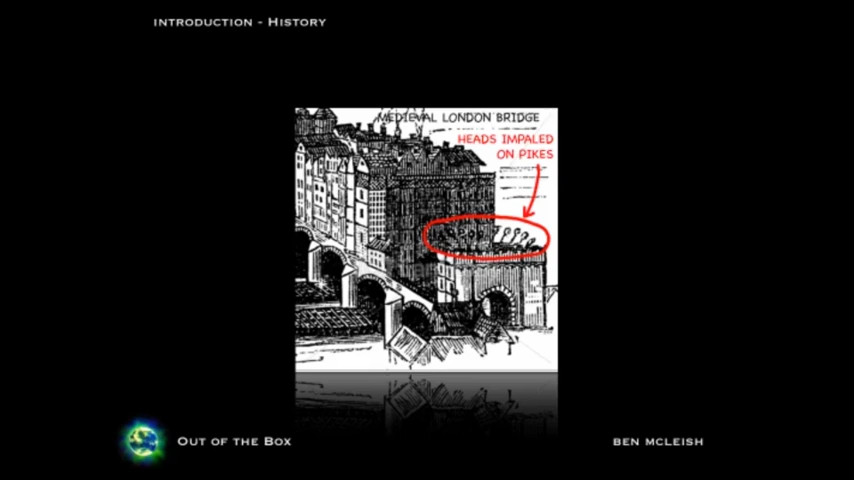 INTRODUCTION - HISTORY
MEDIEVAL LONDON BRIDGE
HEADS IMPALED
ON PIKES
OUT OF THE BOX
BEN MCLEISH